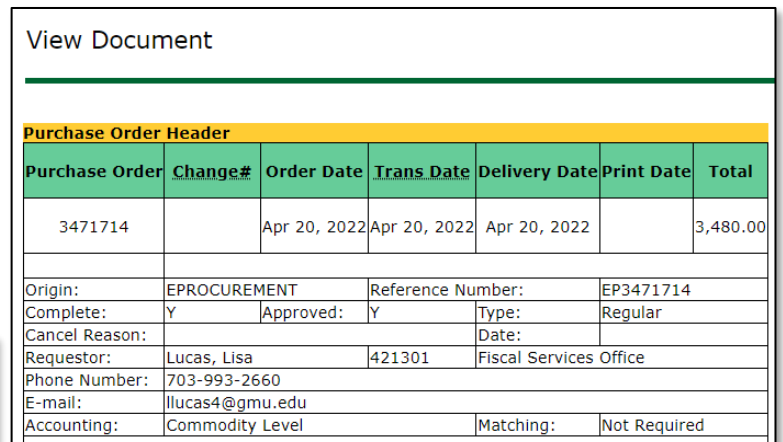 View Document
Purchase Order Header
Purchase Order Change# Order Date Trans Date Delivery Date Print Date Total
3471714 Apr 20, 2022 Apr 20, 2022 Apr 20, 2022 3,480.00
Origin: EPROCUREMENT Reference Number: EP3471714
Complete: Y Approved: Y Type: Regular
Cancel Reason: Date:
Requestor: Lucas, Lisa 421301 Fiscal Services Office
Phone Number: 703-993-2660
E-mail: llucas4@gmu.edu
Accounting: Commodity Level Matching: Not Required